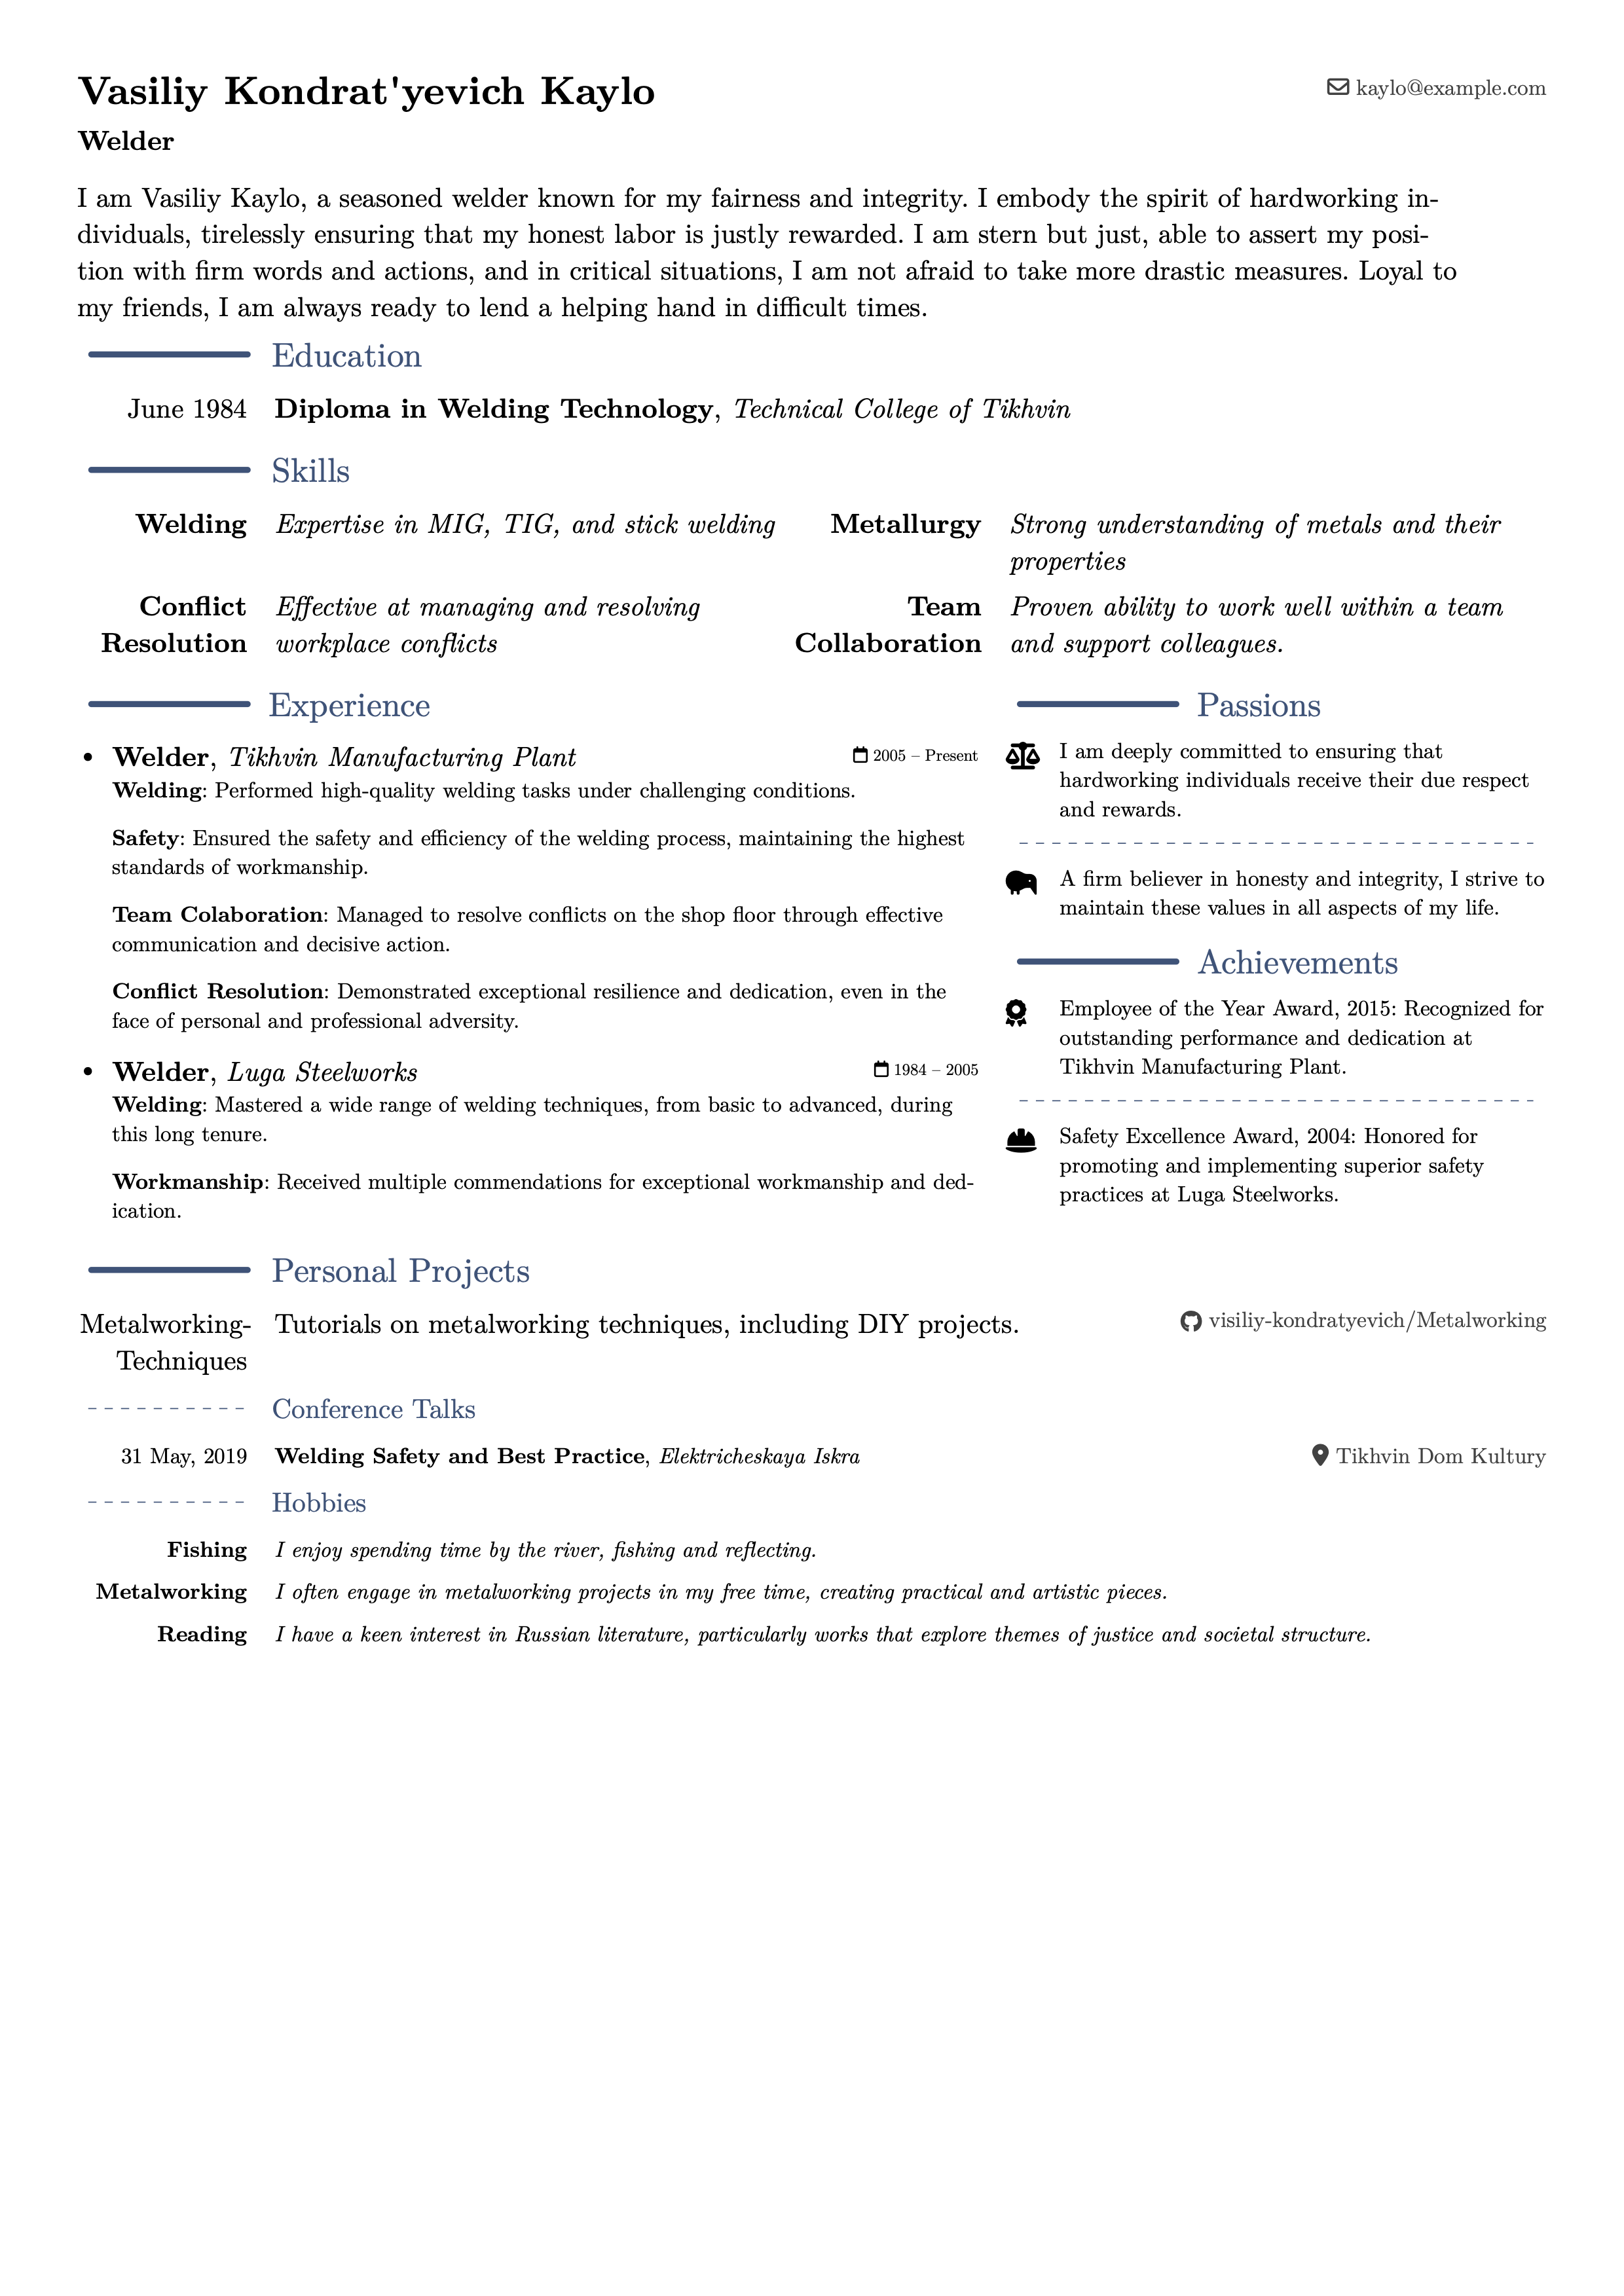 Vasiliy Kondrat'yevich Kaylo
kaylo@example.com
Welder
I am Vasiliy Kaylo, a seasoned welder known for my fairness and integrity. I embody the spirit of hardworking in-
dividuals, tirelessly ensuring that my honest labor is justly rewarded. I am stern but just, able to assert my posi-
tion with firm words and actions, and in critical situations, I am not afraid to take more drastic measures. Loyal to
my friends, I am always ready to lend a helping hand in difficult times.
Education
June 1984 Diploma in Welding Technology, Technical College of Tikhvin
Skills
Welding Expertise in MIG, TIG, and stick welding
Metallurgy Strong understanding of metals and their
properties
Conflict Effective at managing and resolving
Resolution workplace conflicts
Team Proven ability to work well within a team
Collaboration and support colleagues.
Experience
• Welder, Tikhvin Manufacturing Plant 2005 – Present
Welding: Performed high-quality welding tasks under challenging conditions.
Safety: Ensured the safety and efficiency of the welding process, maintaining the highest
standards of workmanship.
Team Colaboration: Managed to resolve conflicts on the shop floor through effective
communication and decisive action.
Conflict Resolution: Demonstrated exceptional resilience and dedication, even in the
face of personal and professional adversity.
• Welder, Luga Steelworks 1984 – 2005
Welding: Mastered a wide range of welding techniques, from basic to advanced, during
this long tenure.
Workmanship: Received multiple commendations for exceptional workmanship and ded-
ication.
Passions
I am deeply committed to ensuring that
hardworking individuals receive their due respect
and rewards.
A firm believer in honesty and integrity, I strive to
maintain these values in all aspects of my life.
Achievements
Employee of the Year Award, 2015: Recognized for
outstanding performance and dedication at
Tikhvin Manufacturing Plant.
Safety Excellence Award, 2004: Honored for
promoting and implementing superior safety
practices at Luga Steelworks.
Personal Projects
Metalworking- Tutorials on metalworking techniques, including DIY projects. visiliy-kondratyevich/Metalworking
Techniques
Conference Talks
31 May, 2019 Welding Safety and Best Practice, Elektricheskaya Iskra Tikhvin Dom Kultury
Hobbies
Fishing I enjoy spending time by the river, fishing and reflecting.
Metalworking I often engage in metalworking projects in my free time, creating practical and artistic pieces.
Reading I have a keen interest in Russian literature, particularly works that explore themes of justice and societal structure.